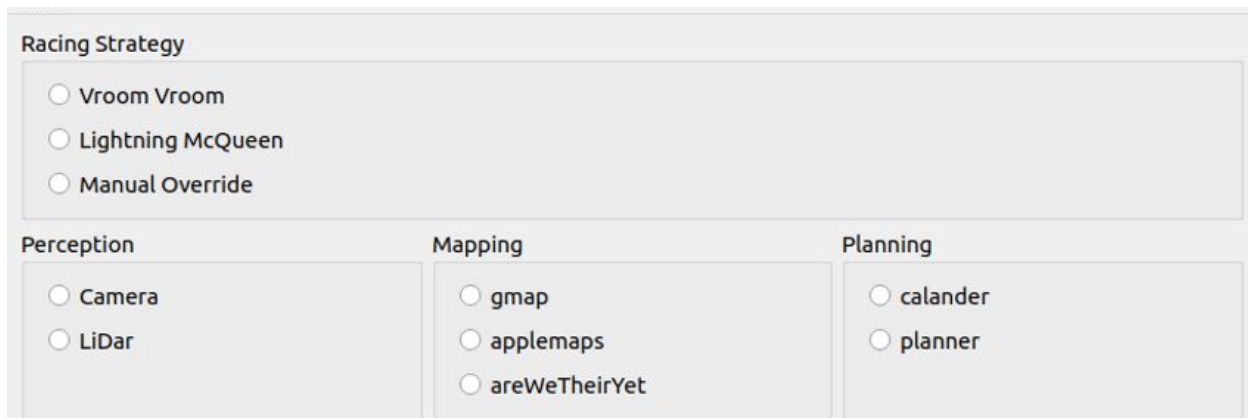 Racing Strategy
Vroom Vroom
Lightning McQueen
Manual Override
Perception
Mapping
Planning
Camera
gmap
calander
LiDar
applemaps
planner
areWeTheirYet